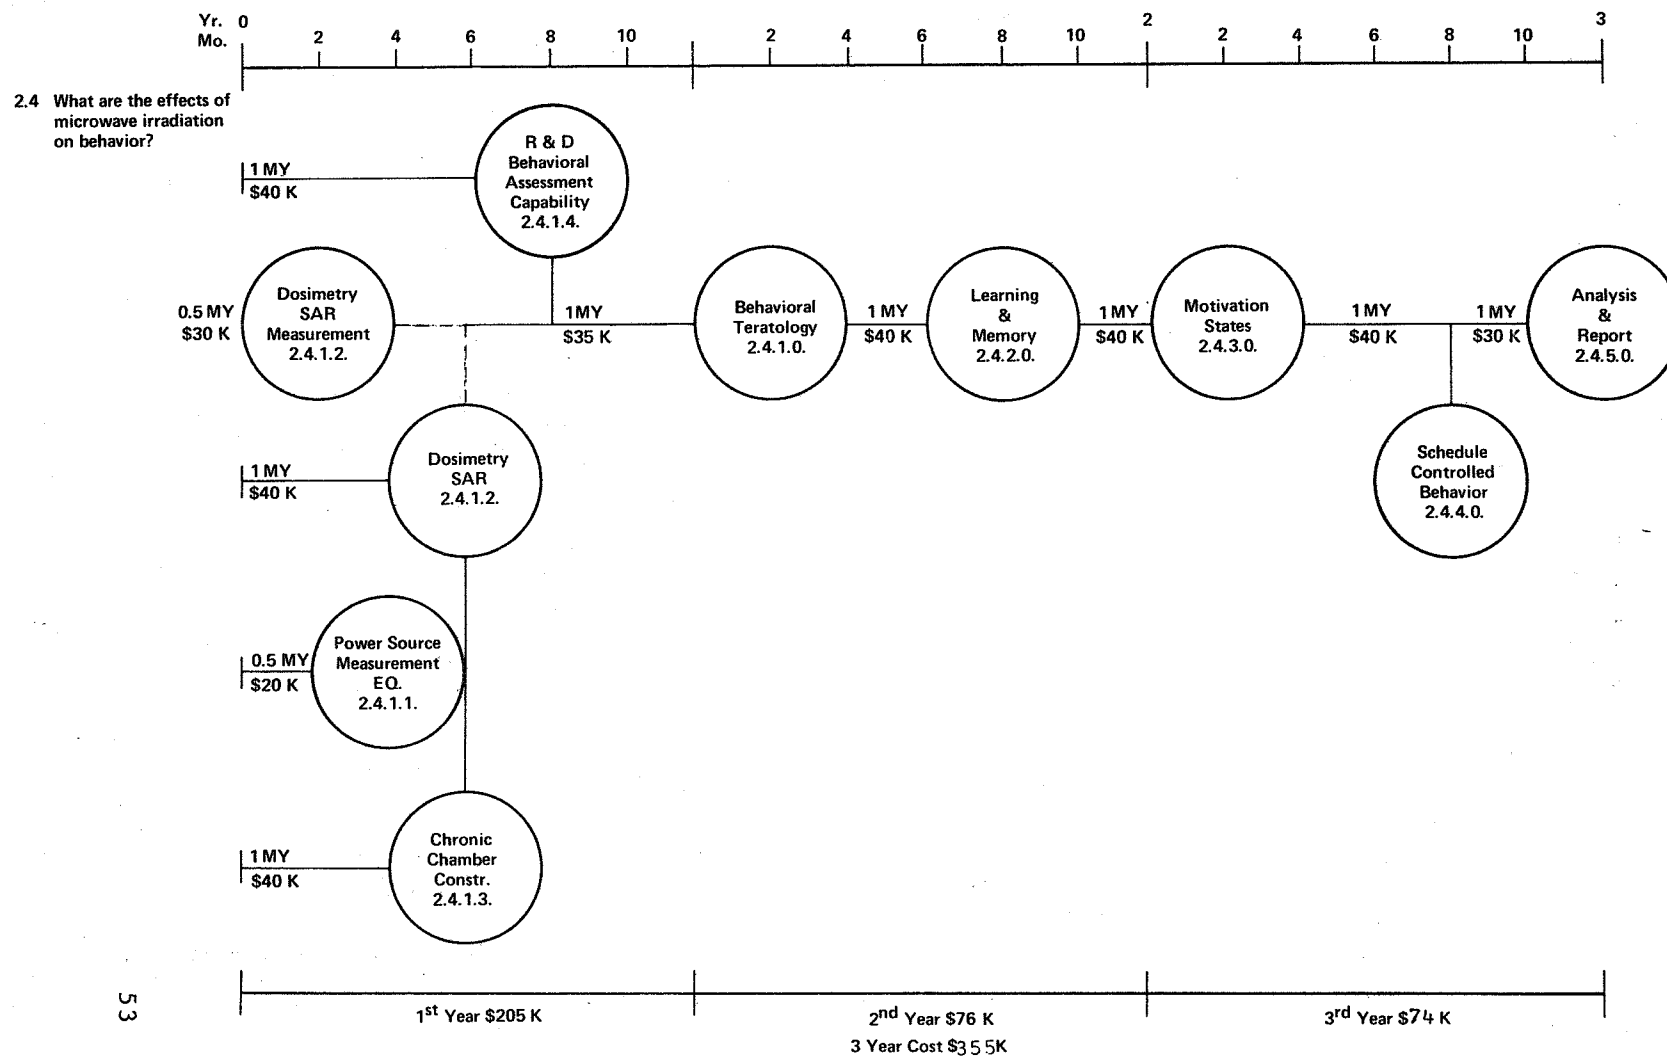 Yr. 0 2 3
Mo. 2 4 6 8 10 2 4 6 8 10 2 4 6 8 10
2.4 What are the effects of
microwave irradiation
on behavior?
1 MY
$40 K
R & D
Behavioral
Assessment
Capability
2.4.1.4.
0.5 MY
$30 K
Dosimetry
SAR
Measurement
2.4.1.2.
1 MY
$35 K
Behavioral
Teratology
2.4.1.0.
1 MY
$40 K
Learning
&
Memory
2.4.2.0.
1 MY
$40 K
Motivation
States
2.4.3.0.
1 MY
$40 K
1 MY
$30 K
Analysis
&
Report
2.4.5.0.
1 MY
$40 K
Dosimetry
SAR
2.4.1.2.
Schedule
Controlled
Behavior
2.4.4.0.
0.5 MY
$20 K
Power Source
Measurement
EQ.
2.4.1.1.
1 MY
$40 K
Chronic
Chamber
Constr.
2.4.1.3.
1st Year $205 K
2nd Year $76 K
3rd Year $74 K
3 Year Cost $355K
53